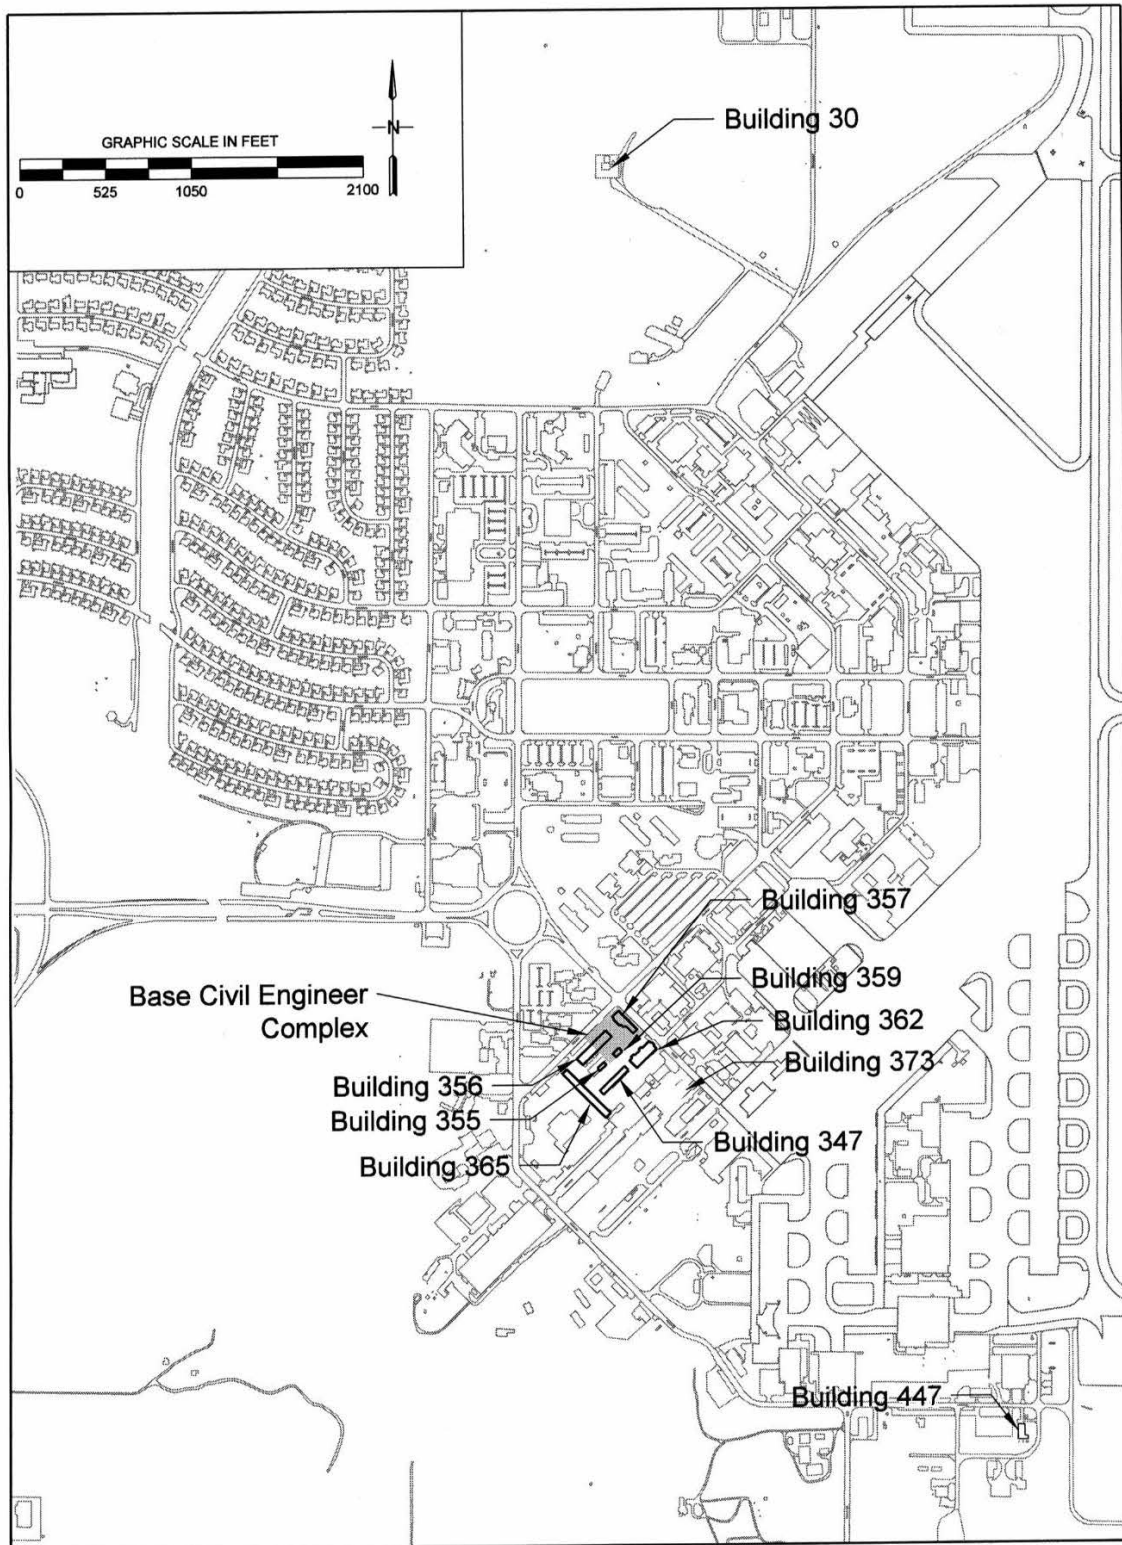 Building 30
N
GRAPHIC SCALE IN FEET
0 525 1050 2100
Building 357
Building 359
Base Civil Engineer
Complex
Building 362
Building 373
Building 356
Building 355
Building 347
Building 365
Building 447